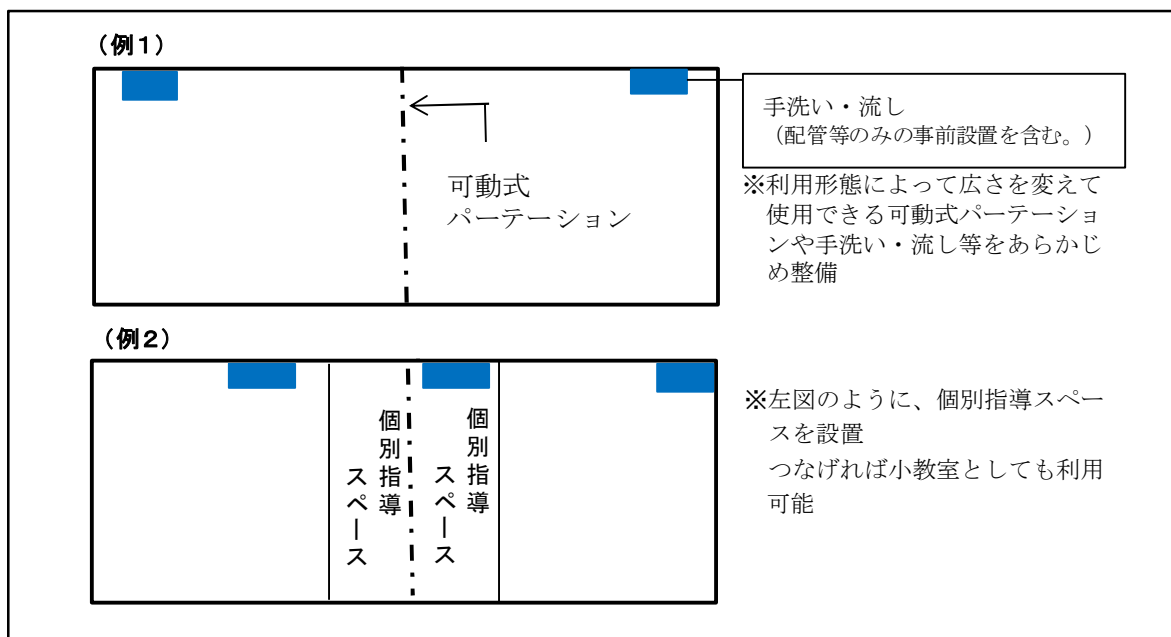 （例１）
手洗い・流し
（配管等のみの事前設置を含む。）
可動式
パーテーション
※利用形態によって広さを変えて
使用できる可動式パーテーショ
ンや手洗い・流し等をあらかじ
め整備
（例２）
個別指導
スペース
個別指導
スペース
※左図のように、個別指導スペー
スを設置
つなげれば小教室としても利用
可能